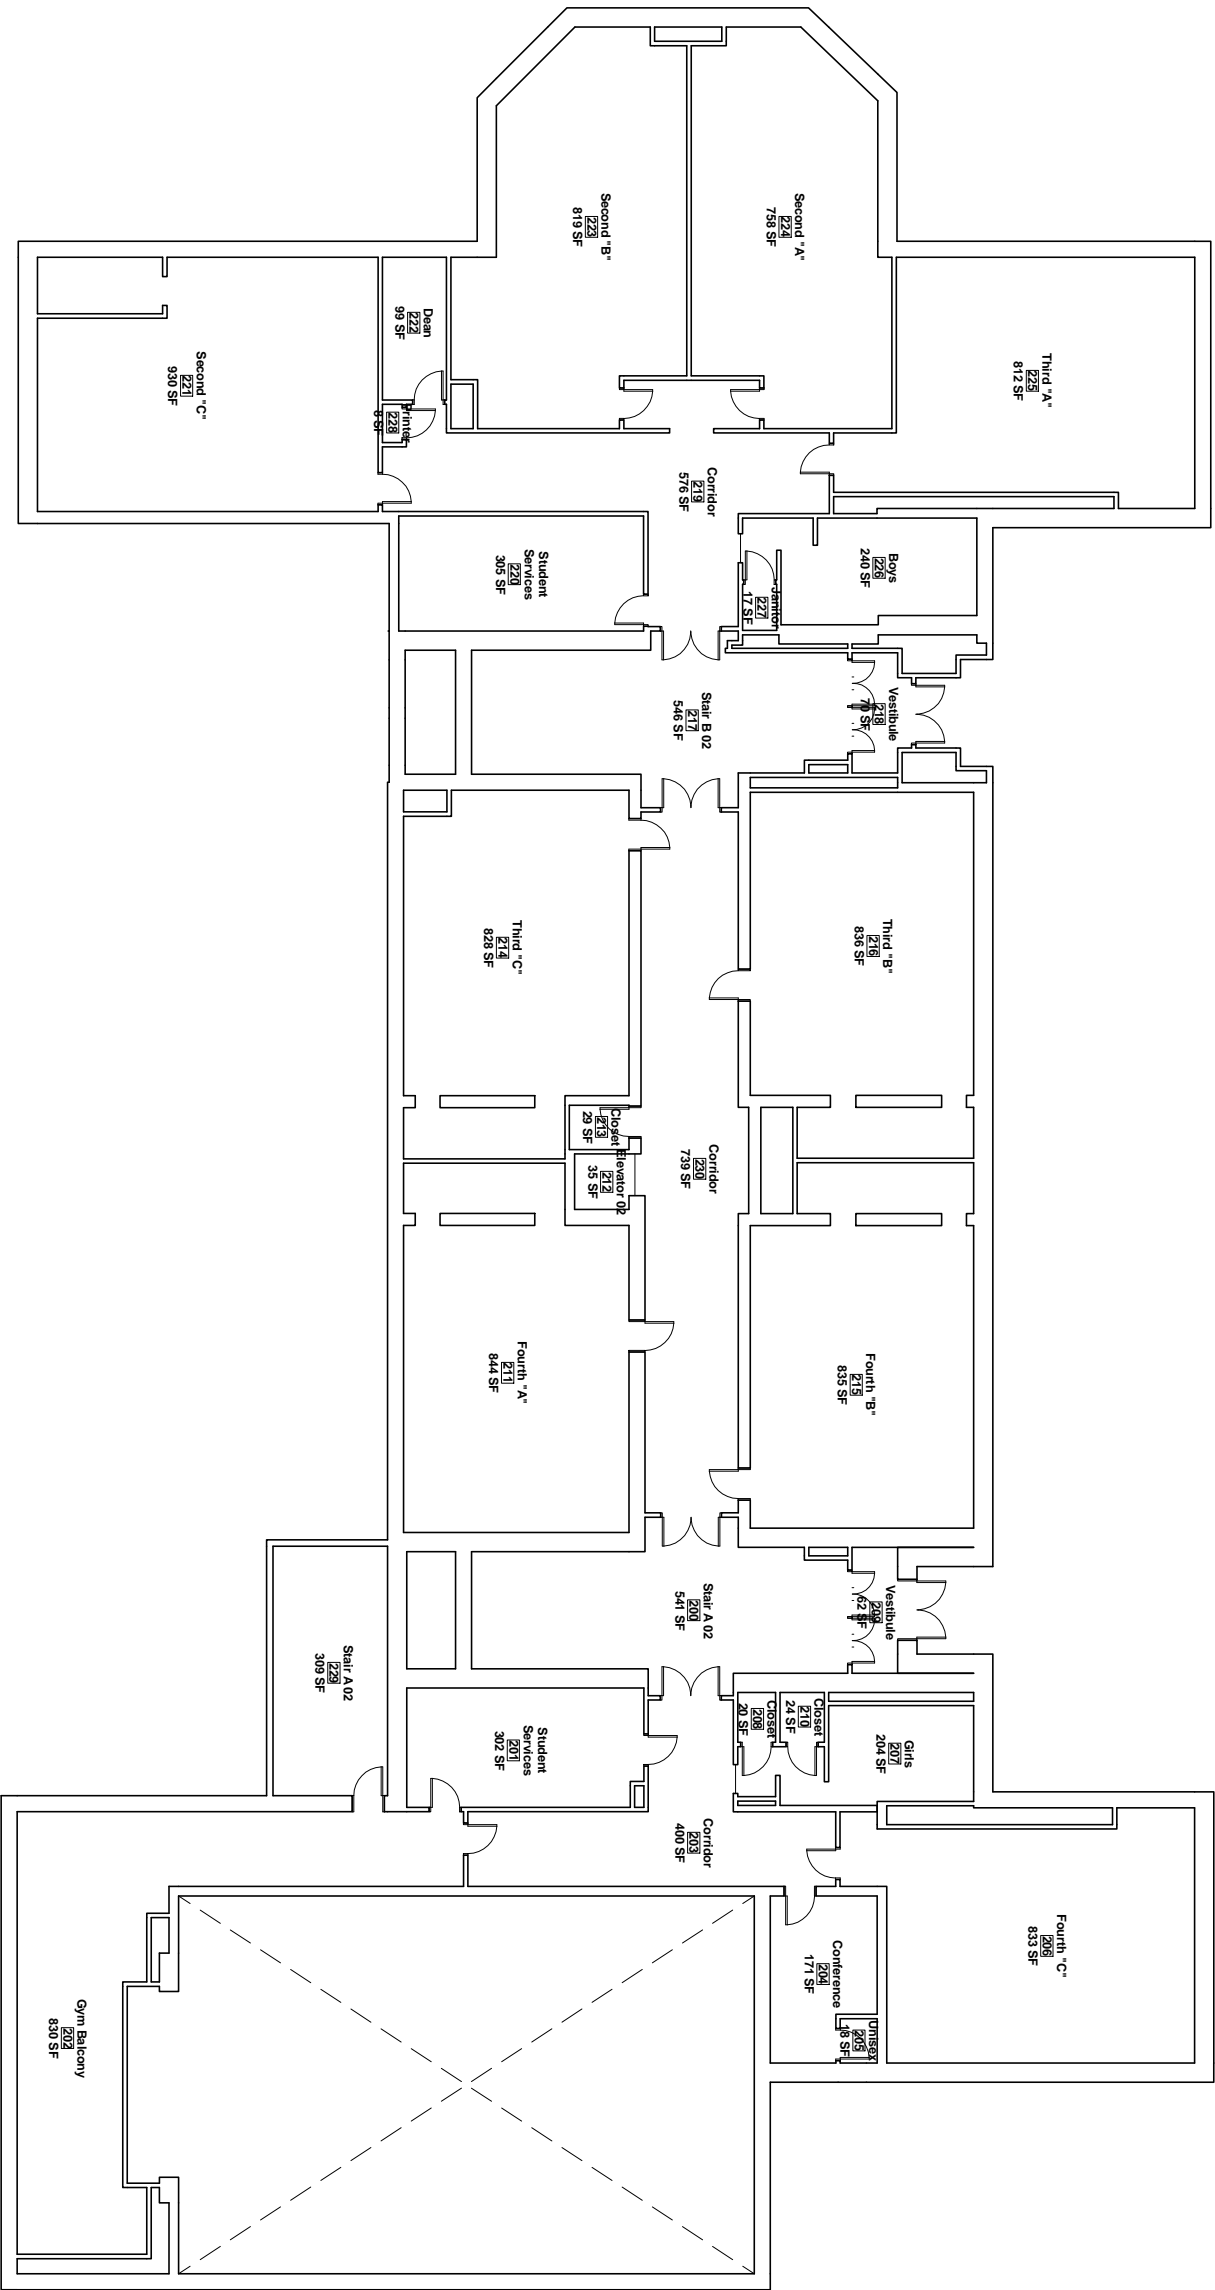 Second "A"
224
758 SF
Second "B"
223
819 SF
Third "A"
225
812 SF
Dean
222
99 SF
Second "C"
221
930 SF
Printer
228
8 SF
Corridor
219
576 SF
Student
Services
220
305 SF
Boys
226
240 SF
Janitor
227
17 SF
Vestibule
218
70 SF
Stair B 02
217
546 SF
Third "C"
214
828 SF
Third "B"
216
836 SF
Closet
213
29 SF
Elevator 02
212
35 SF
Corridor
230
739 SF
Fourth "A"
211
844 SF
Fourth "B"
215
835 SF
Stair A 02
200
541 SF
Vestibule
209
62 SF
Stair A 02
229
309 SF
Student
Services
201
302 SF
Closet
208
20 SF
Closet
210
24 SF
Girls
207
204 SF
Corridor
203
400 SF
Fourth "C"
206
833 SF
Conference
204
171 SF
Unisex
205
18 SF
Gym Balcony
202
830 SF